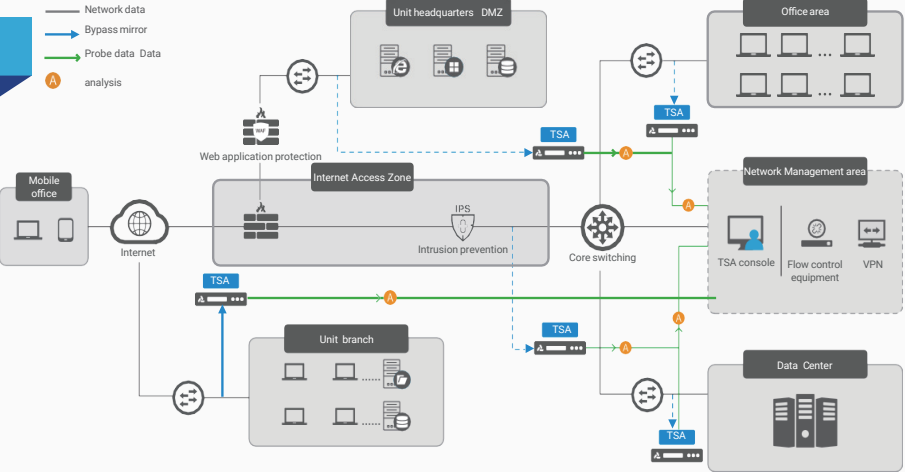 Network data
Bypass mirror
Probe data Data
A
analysis
Unit headquarters DMZ
Office area
TSA
WAF
TSA
A
Web application protection
Internet Access Zone
Network Management area
Mobile
office
A
IPS
Intrusion prevention
Internet
Core switching
TSA console
Flow control
equipment
VPN
TSA
A
A
Unit branch
TSA
A
Data Center
TSA